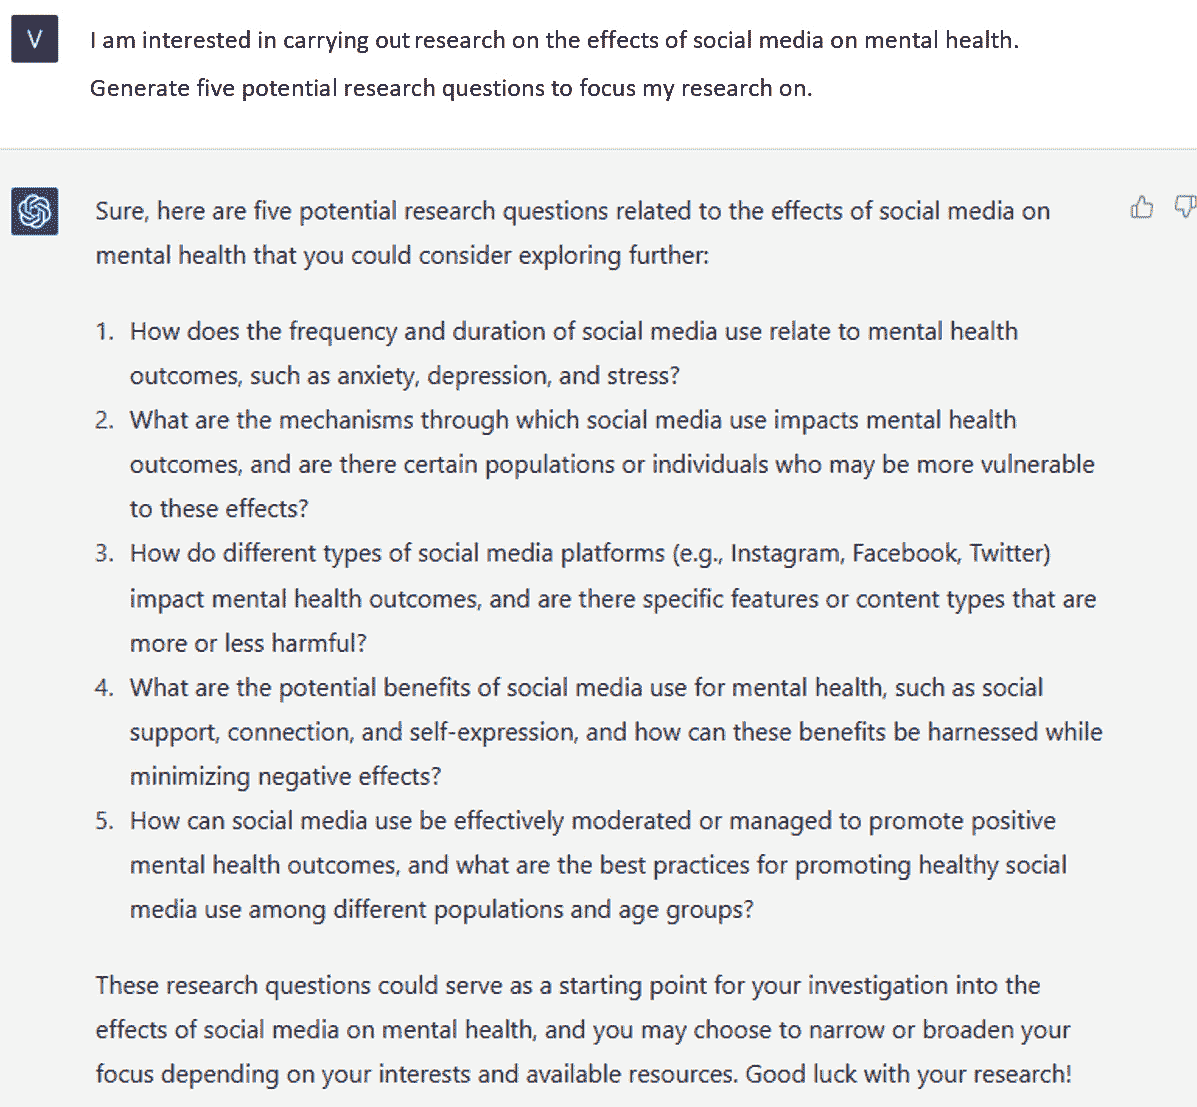 V
I am interested in carrying out research on the effects of social media on mental health.
Generate five potential research questions to focus my research on.
Sure, here are five potential research questions related to the effects of social media on
mental health that you could consider exploring further:
1. How does the frequency and duration of social media use relate to mental health
outcomes, such as anxiety, depression, and stress?
2. What are the mechanisms through which social media use impacts mental health
outcomes, and are there certain populations or individuals who may be more vulnerable
to these effects?
3. How do different types of social media platforms (e.g., Instagram, Facebook, Twitter)
impact mental health outcomes, and are there specific features or content types that are
more or less harmful?
4. What are the potential benefits of social media use for mental health, such as social
support, connection, and self-expression, and how can these benefits be harnessed while
minimizing negative effects?
5. How can social media use be effectively moderated or managed to promote positive
mental health outcomes, and what are the best practices for promoting healthy social
media use among different populations and age groups?
These research questions could serve as a starting point for your investigation into the
effects of social media on mental health, and you may choose to narrow or broaden your
focus depending on your interests and available resources. Good luck with your research!